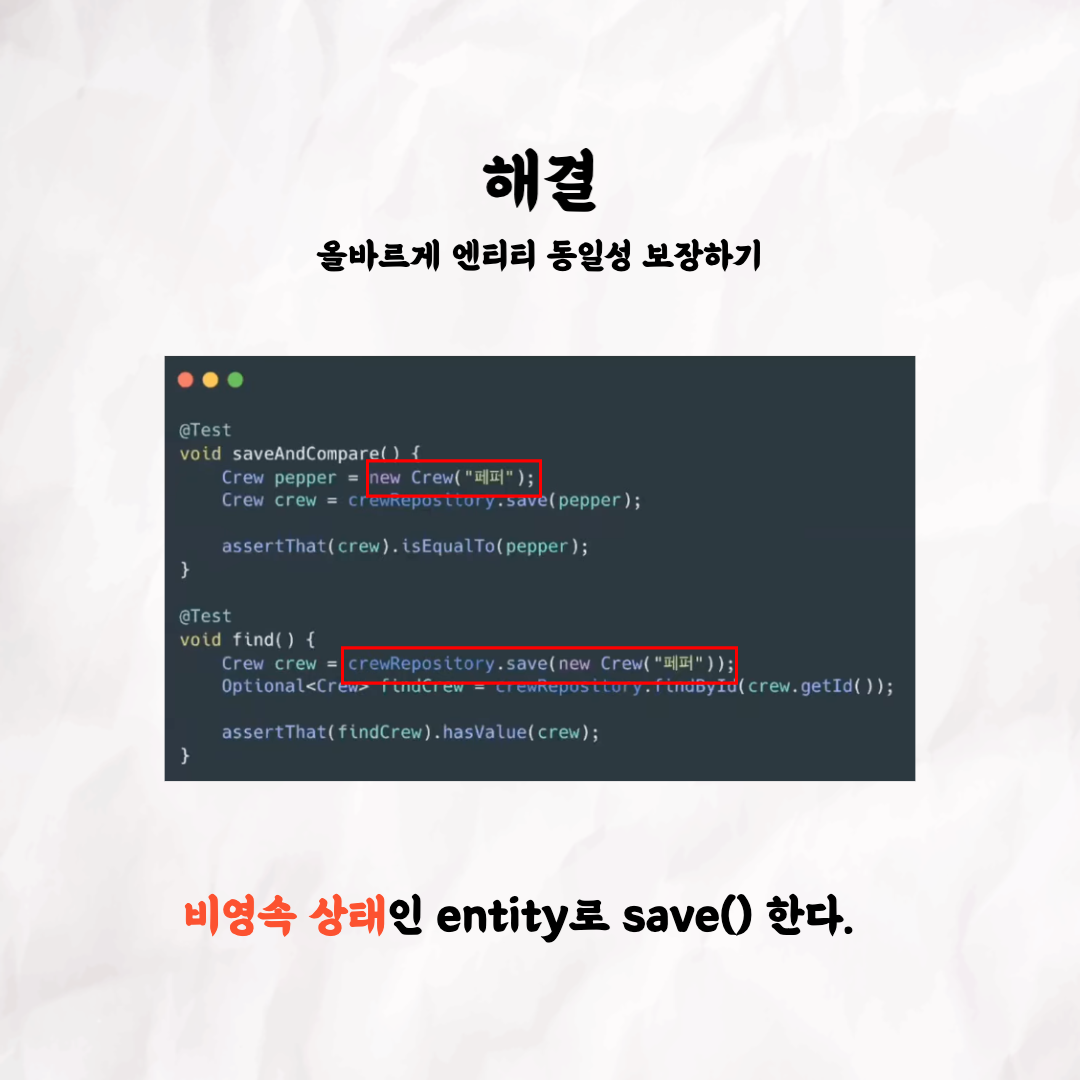 해결
올바르게 엔티티 동일성 보장하기
@Test
void saveAndCompare() {
    Crew pepper = new Crew("페퍼");
    Crew crew = crewRepository.save(pepper);
    assertThat(crew).isEqualTo(pepper);
}
@Test
void find() {
    Crew crew = crewRepository.save(new Crew("페퍼"));
    Optional<Crew> findCrew = crewRepository.findById(crew.getId());
    assertThat(findCrew).hasValue(crew);
}
비영속 상태인 entity로 save() 한다.